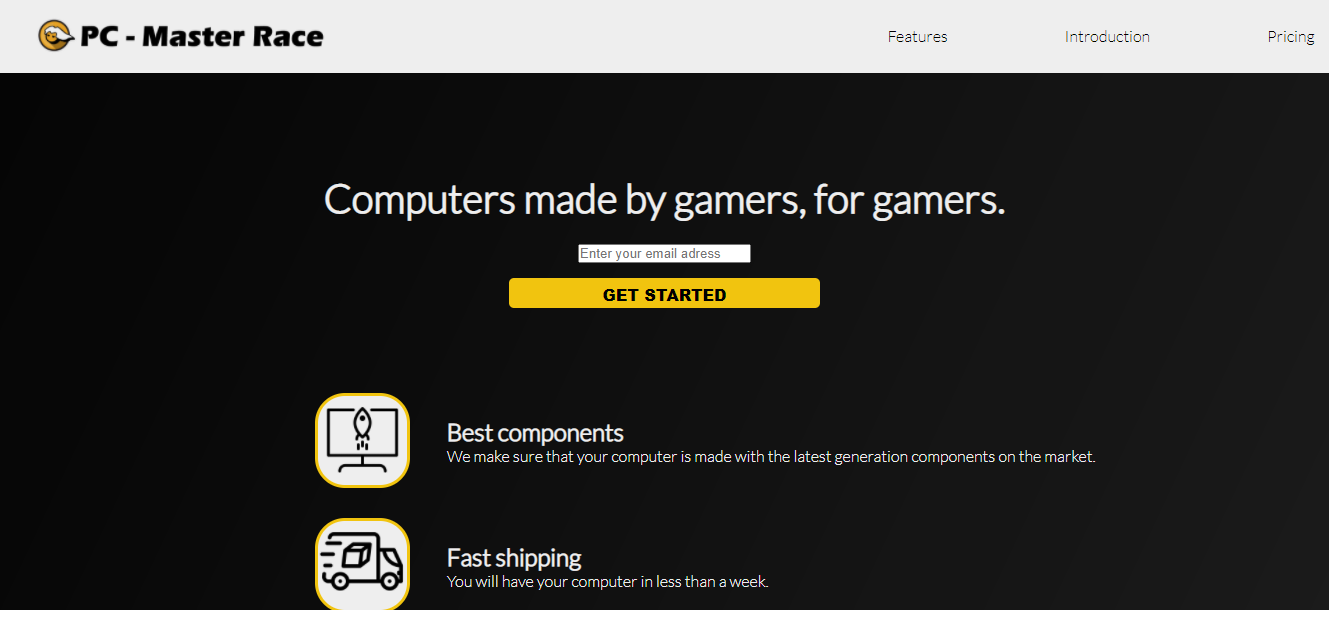 PC - Master Race
Features
Introduction
Pricing
Computers made by gamers, for gamers.
Enter your email adress
GET STARTED
Best components
We make sure that your computer is made with the latest generation components on the market.
Fast shipping
You will have your computer in less than a week.